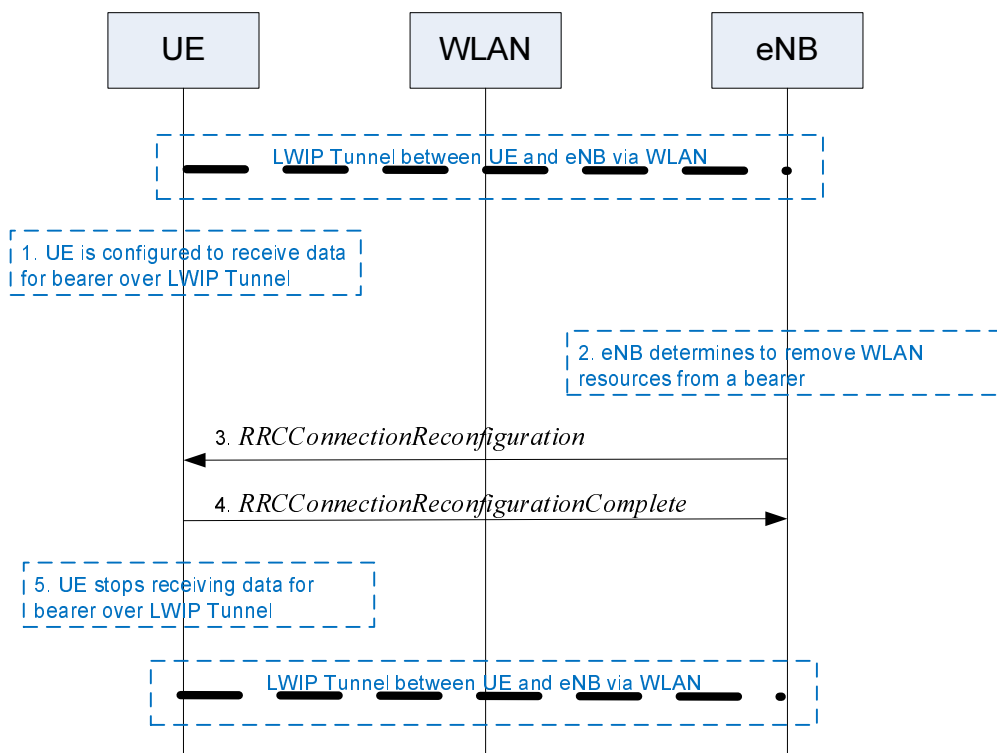 UE
WLAN
eNB
LWIP Tunnel between UE and eNB via WLAN
1. UE is configured to receive data
for bearer over LWIP Tunnel
2. eNB determines to remove WLAN
resources from a bearer
3. RRCConnectionReconfiguration
4. RRCConnectionReconfigurationComplete
5. UE stops receiving data for
bearer over LWIP Tunnel
LWIP Tunnel between UE and eNB via WLAN